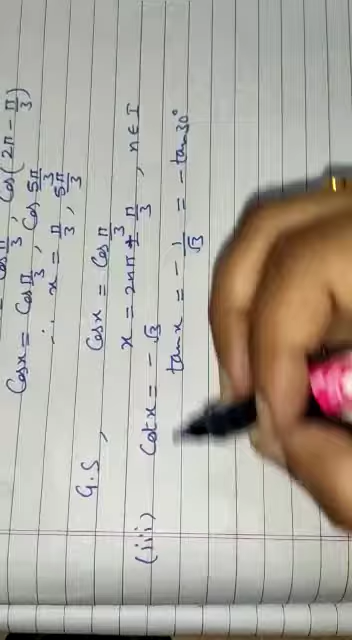 = cos π/3 , cos(2π - π/3)
Cosx = Cos π/3 , Cos 5π/3
∴ x = π/3 , 5π/3
G.S , Cosx = Cos π/3
x = 2nπ ± π/3 , n ∈ I
(iii) Cotx = -√3
tanx = - 1/√3 = - tan30°